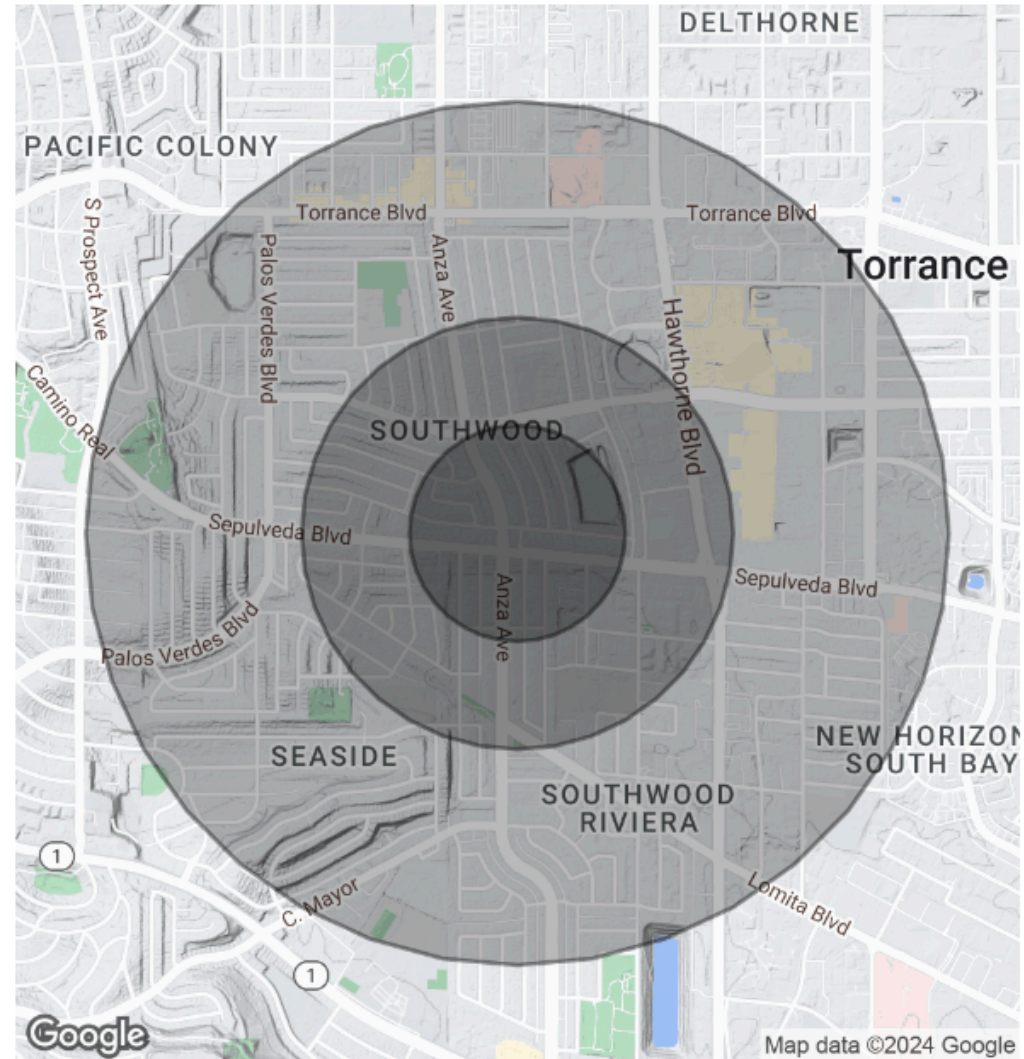 DELTHORNE
PACIFIC COLONY
S Prospect Ave
Torrance Blvd
Torrance Blvd
Palos Verdes Blvd
Anza Ave
Torrance
Hawthorne Blvd
Camino Real
SOUTHWOOD
Sepulveda Blvd
Anza Ave
Sepulveda Blvd
Palos Verdes Blvd
SEASIDE
NEW HORIZON
SOUTH BAY
SOUTHWOOD
RIVIERA
1
C. Mayor
Lomita Blvd
1
Google
Map data ©2024 Google